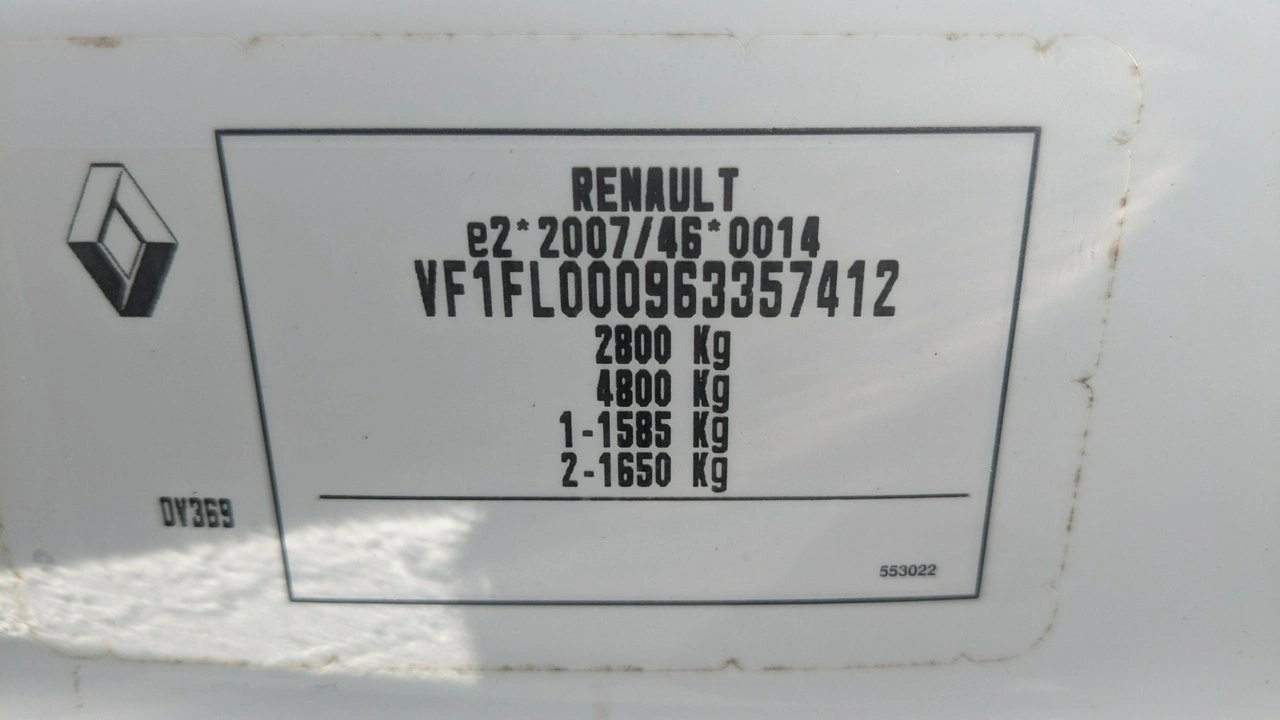 RENAULT
e2*2007/46*0014
VF1FL000963357412
2800 Kg
4800 Kg
1-1585 Kg
2-1650 Kg
DV369
553022